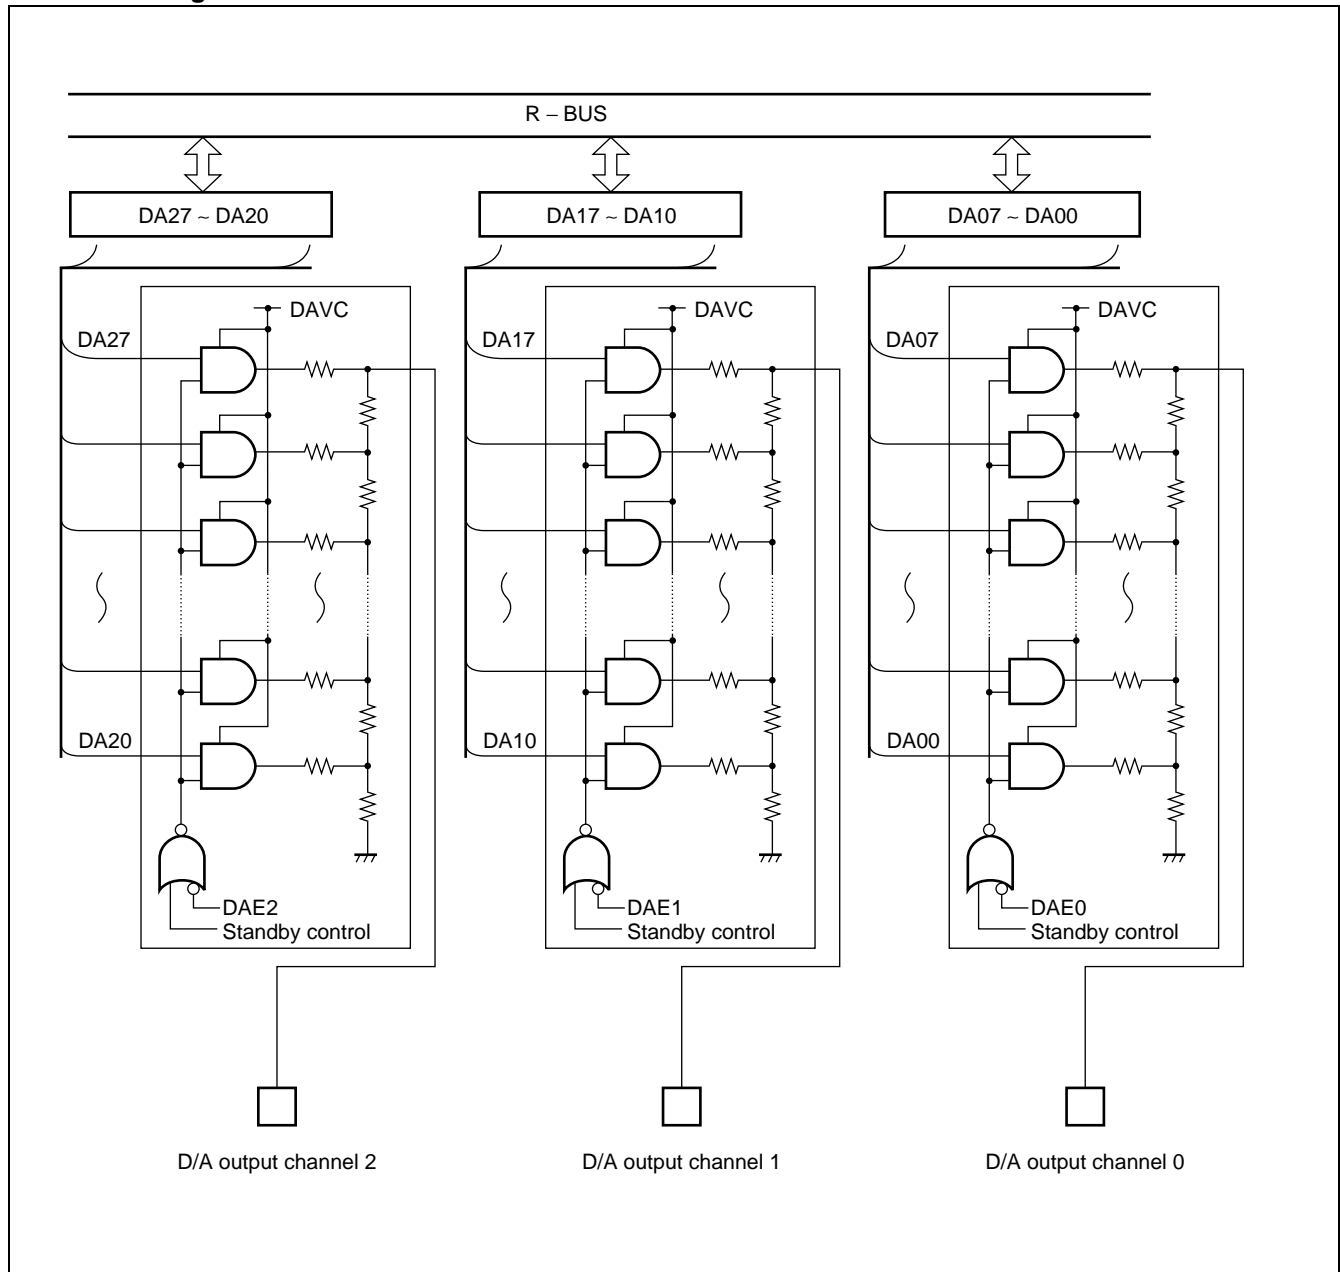 R – BUS
DA27 ~ DA20
DA17 ~ DA10
DA07 ~ DA00
DAVC
DAVC
DAVC
DA27
DA17
DA07
DA20
DA10
DA00
DAE2
Standby control
DAE1
Standby control
DAE0
Standby control
D/A output channel 2
D/A output channel 1
D/A output channel 0